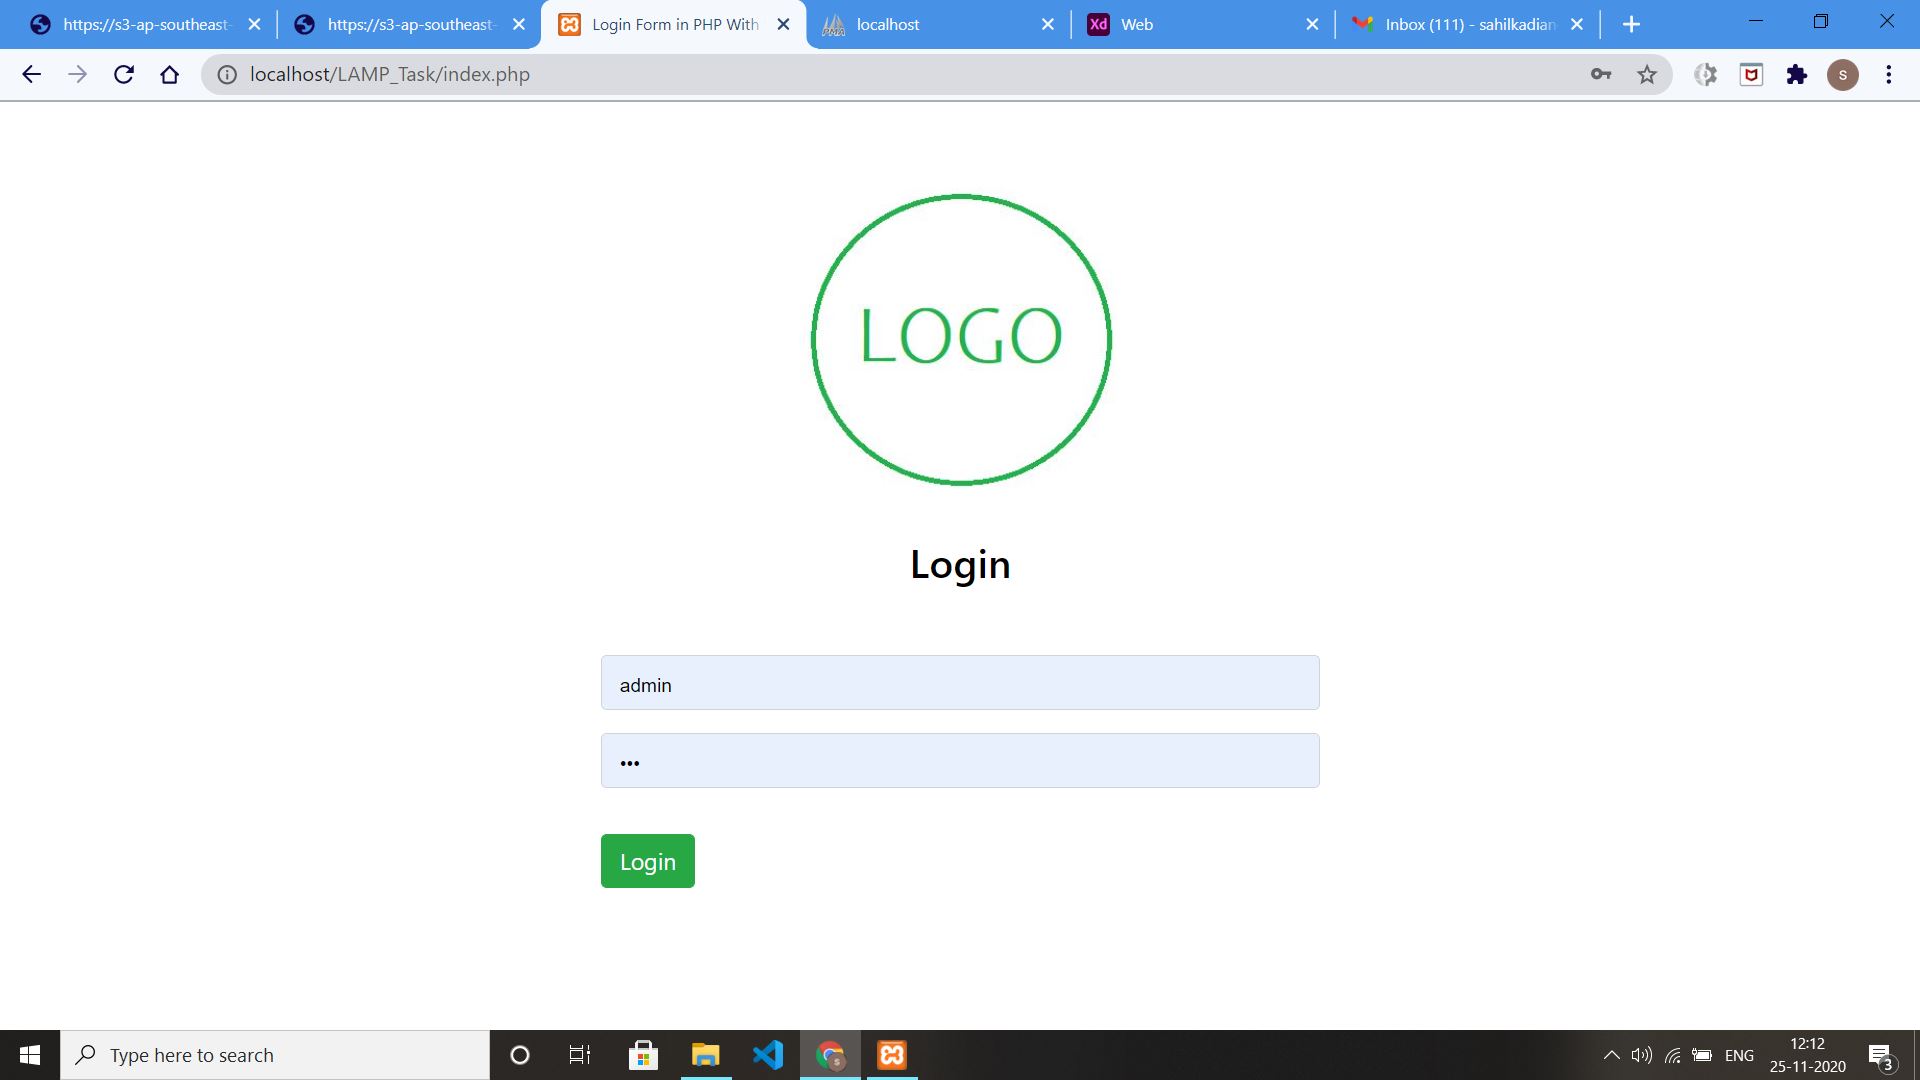 https://s3-ap-southeast-
https://s3-ap-southeast-
Login Form in PHP With
localhost
Xd
Web
Inbox (111) - sahilkadian
localhost/LAMP_Task/index.php
s
LOGO
Login
admin
•••
Login
Type here to search
s
ENG
12:12
25-11-2020
3